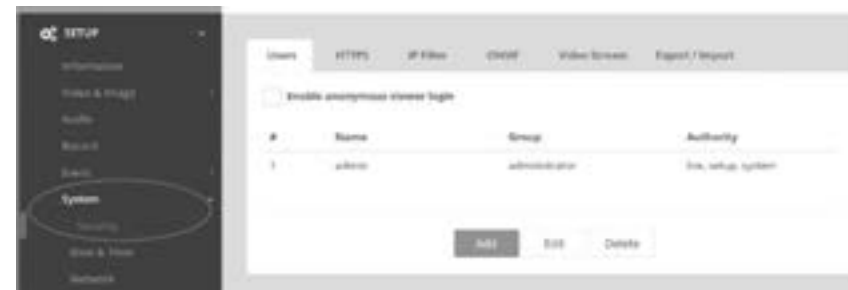 SETUP
Information
Video & Image
Audio
Record
Event
System
Security
Date & Time
Network
Users HTTPS IP Filter ONVIF Video Stream Export / Import
Enable anonymous viewer login
# Name Group Authority
1 admin administrator live, setup, system
Add Edit Delete